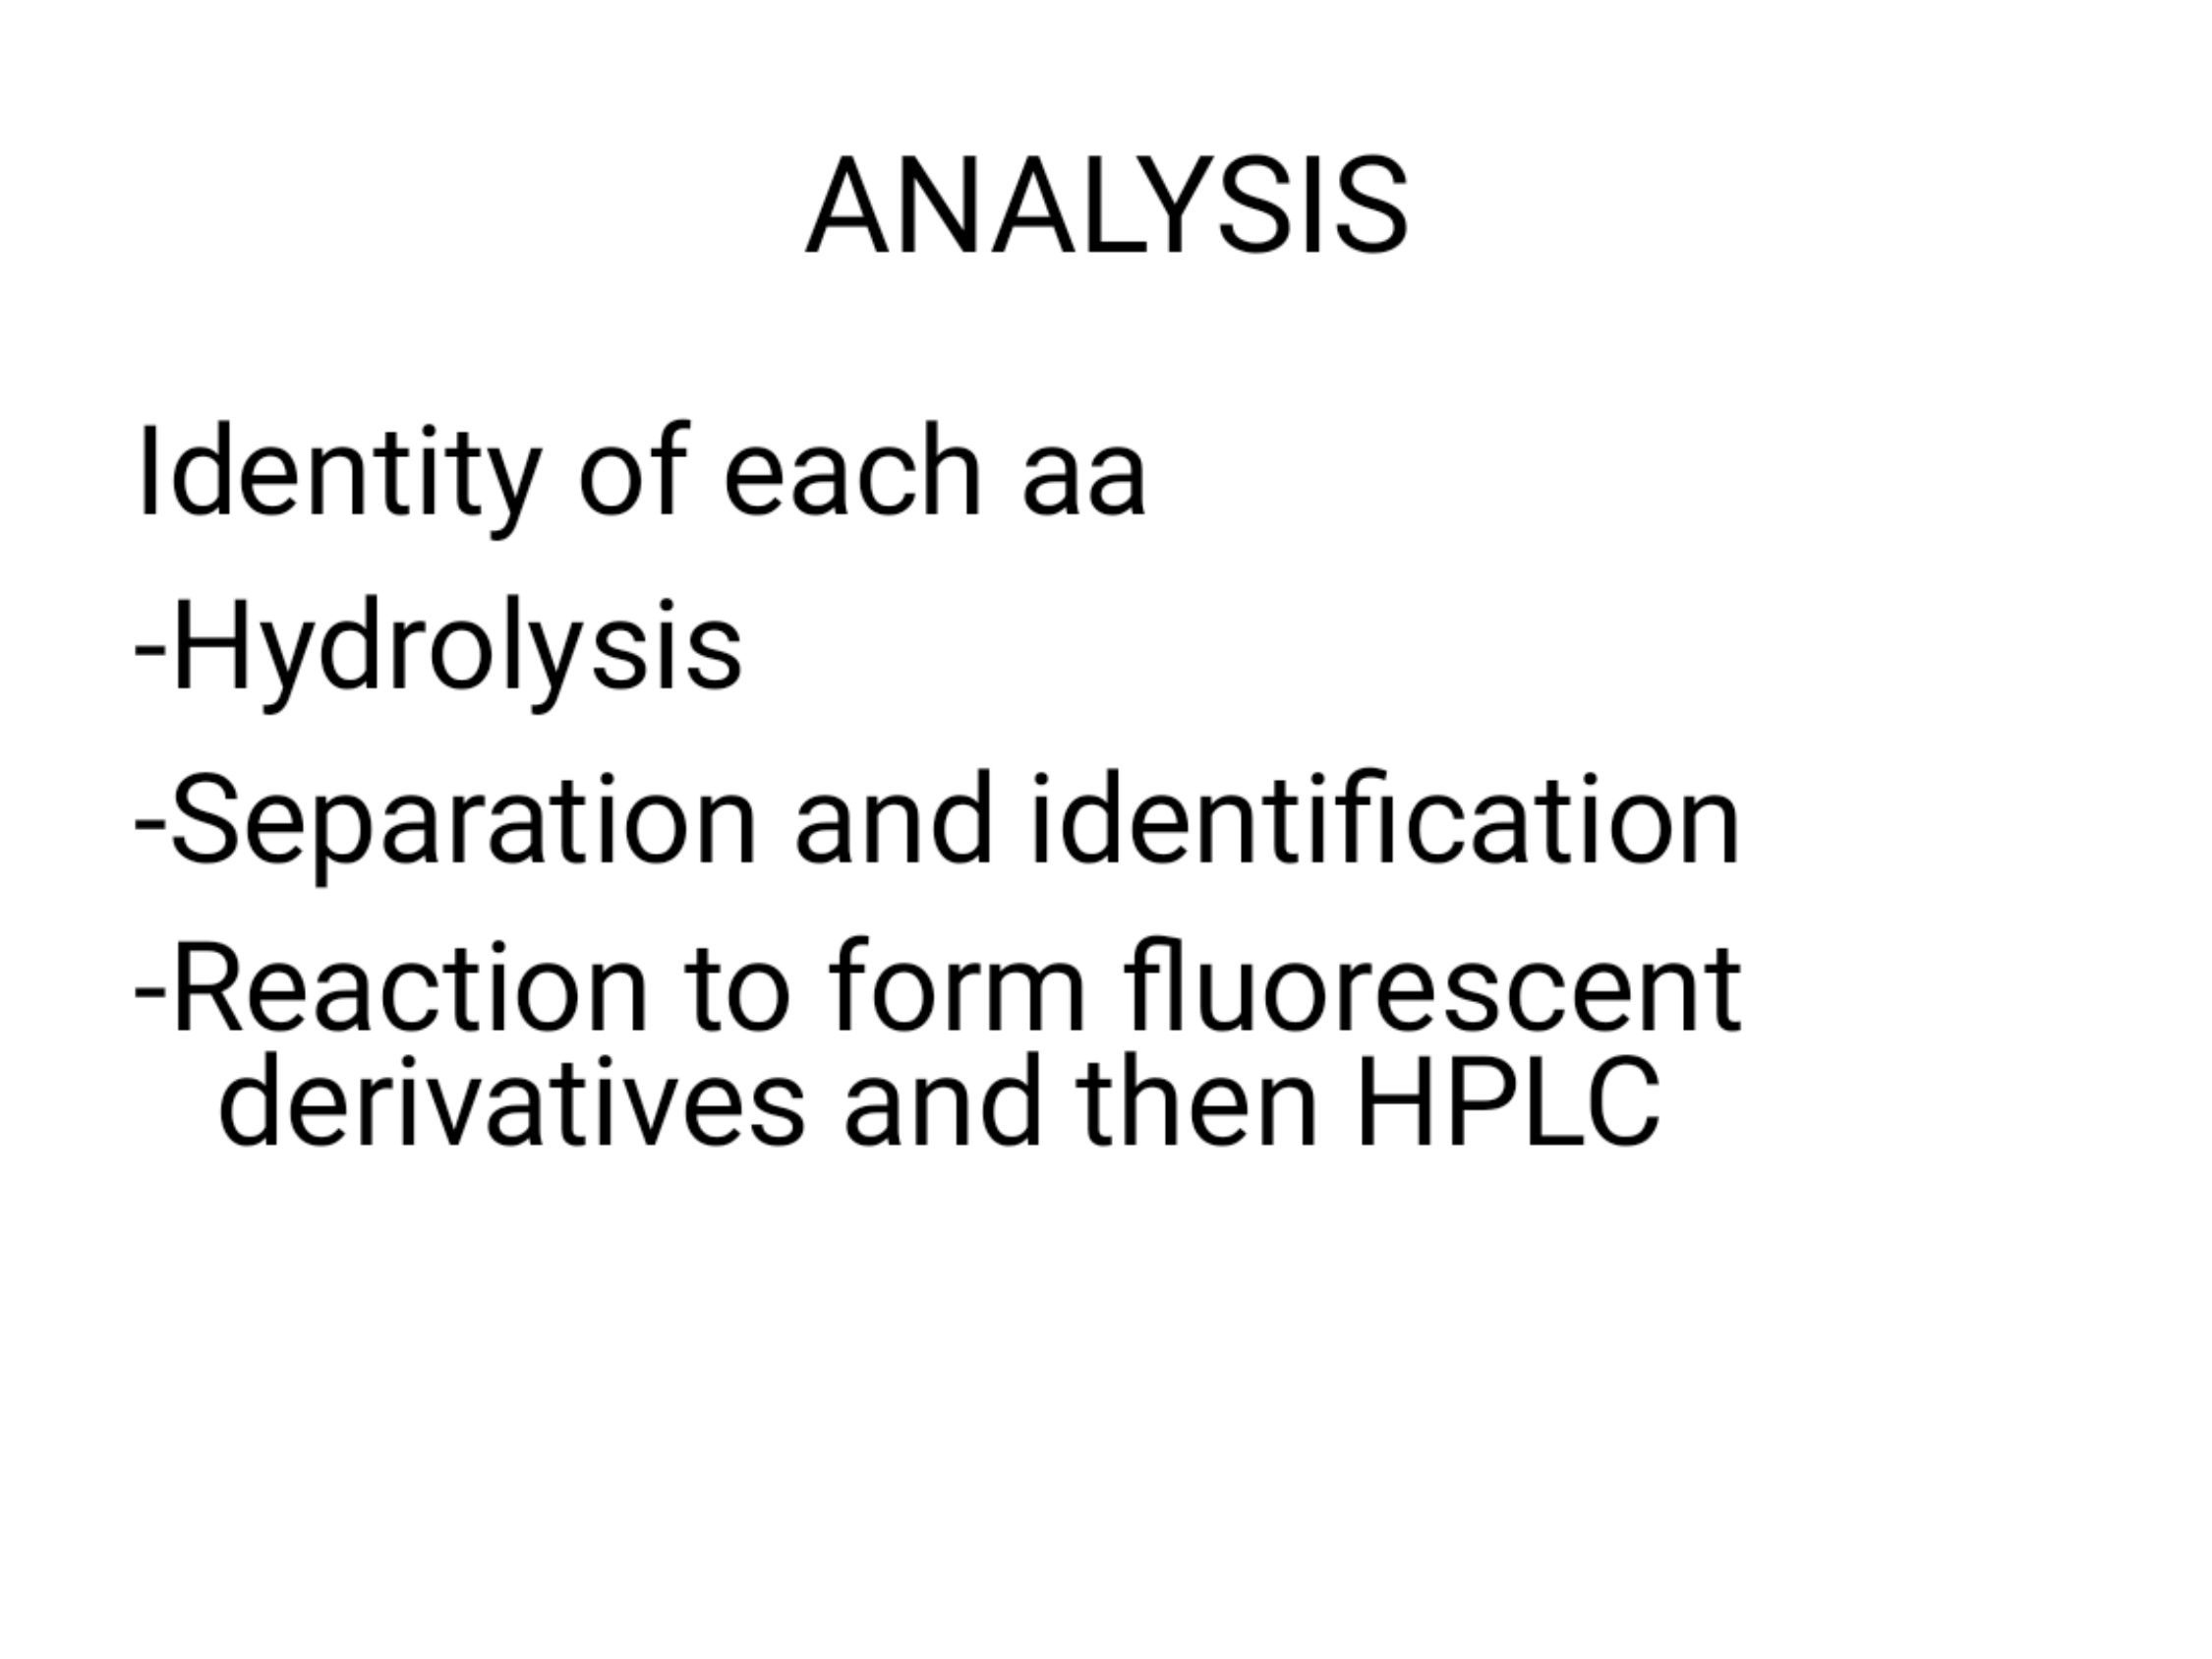 ANALYSIS
Identity of each aa
-Hydrolysis
-Separation and identification
-Reaction to form fluorescent
derivatives and then HPLC